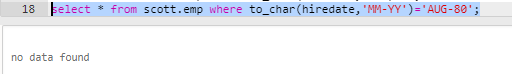 18 select * from scott.emp where to_char(hiredate,'MM-YY')='AUG-80';
no data found